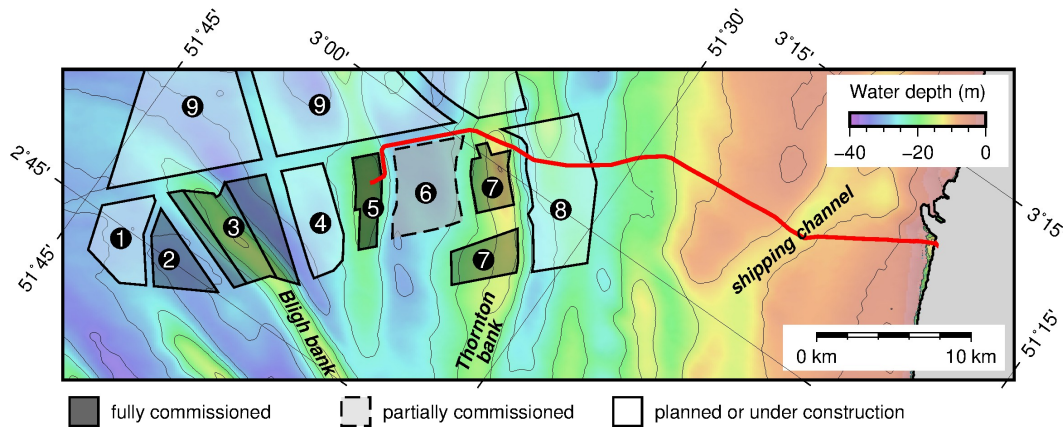 51˚45'
3˚00'
51˚30'
3˚15'
Water depth (m)
−40 −20 0
9 9
2˚45'
5 6 7
1 2 3 4 8
7
51˚45'
3˚15'
shipping channel
Bligh bank
Thornton
bank
0 km 10 km
51˚15'
fully commissioned partially commissioned planned or under construction